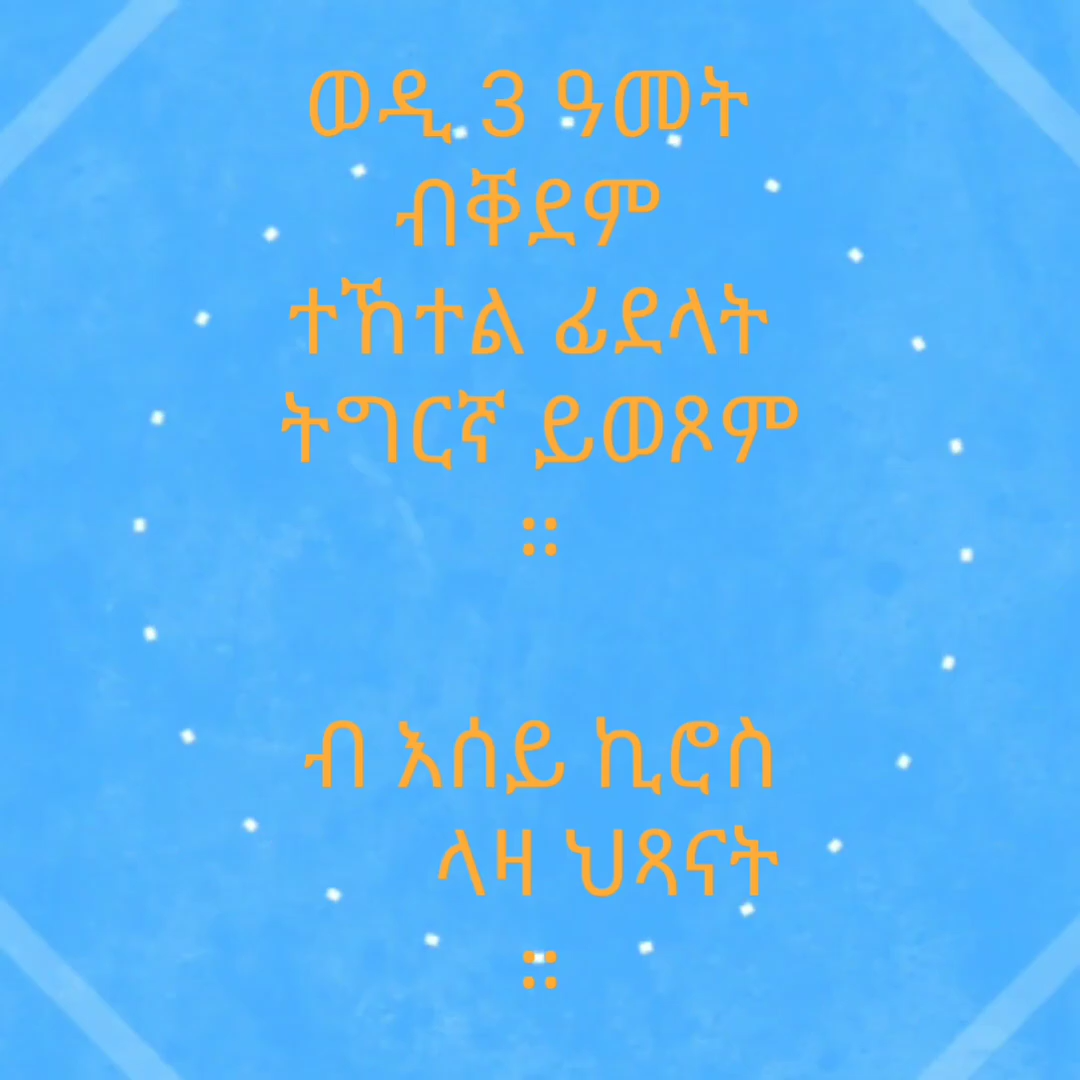 ወዲ 3 ዓመት
ብቐደም
ተኸተል ፊደላት
ትግርኛ ይወጾም
።
ብ እሰይ ኪሮስ
ላዛ ህጻናት
።